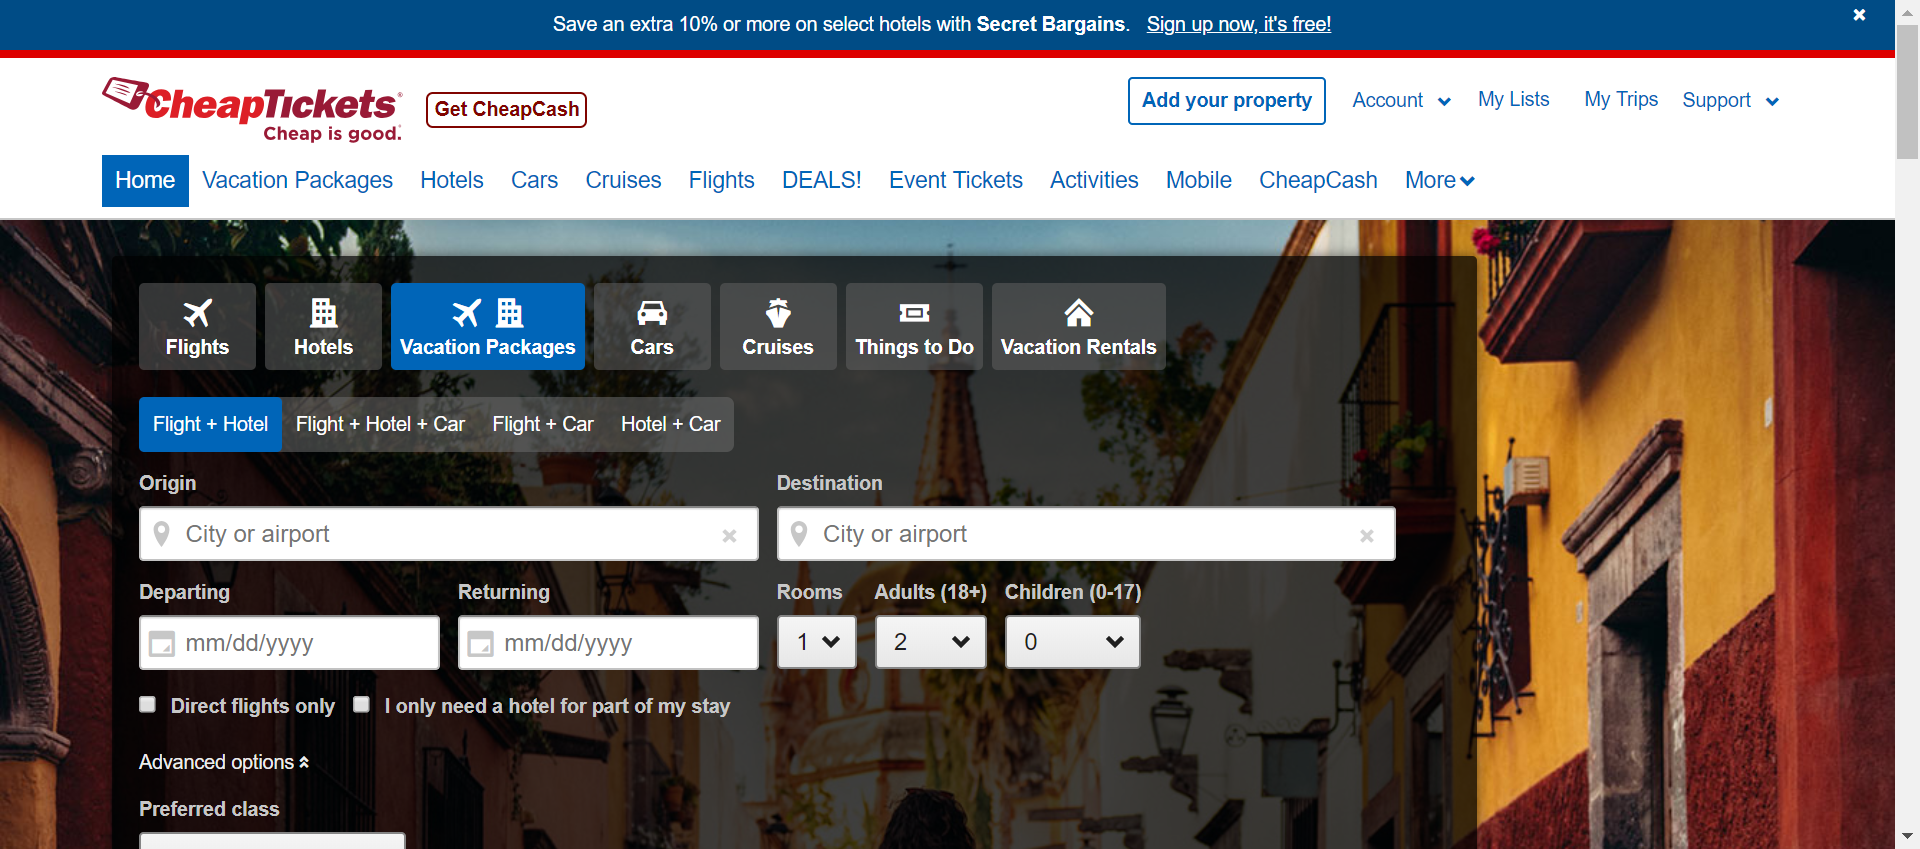 Save an extra 10% or more on select hotels with Secret Bargains. Sign up now, it's free!
CheapTickets
Cheap is good.
Get CheapCash
Add your property
Account
My Lists
My Trips
Support
Home
Vacation Packages
Hotels
Cars
Cruises
Flights
DEALS!
Event Tickets
Activities
Mobile
CheapCash
More
Flights
Hotels
Vacation Packages
Cars
Cruises
Things to Do
Vacation Rentals
Flight + Hotel
Flight + Hotel + Car
Flight + Car
Hotel + Car
Origin
Destination
City or airport
City or airport
Departing
Returning
Rooms
Adults (18+)
Children (0-17)
mm/dd/yyyy
mm/dd/yyyy
1
2
0
Direct flights only
I only need a hotel for part of my stay
Advanced options
Preferred class